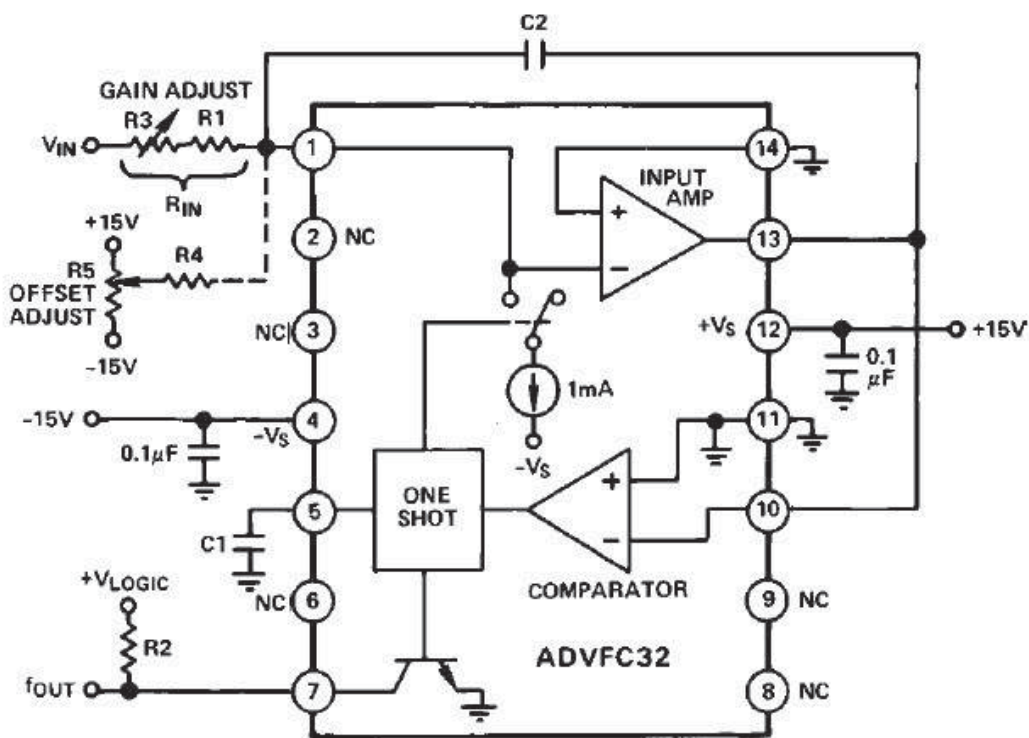 C2
GAIN ADJUST
R3
R1
VIN
RIN
+15V
R5
OFFSET
ADJUST
R4
-15V
-15V
0.1μF
-VS
C1
+VLOGIC
R2
fOUT
1
2
NC
3
NC
4
5
6
NC
7
INPUT
AMP
+
-
1mA
-VS
ONE
SHOT
+
-
COMPARATOR
ADVFC32
14
13
12
+VS
+15V
0.1
μF
11
10
9
NC
8
NC